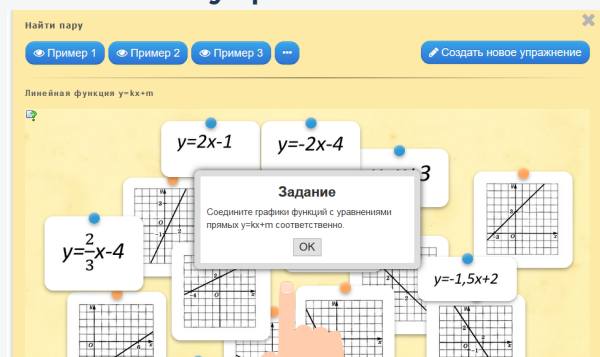 Найти пару
Пример 1
Пример 2
Пример 3
Создать новое упражнение
Линейная функция y=kx+m
y=2x-1
y=-2x-4
3
Задание
Соедините графики функций с уравнениями
прямых y=kx+m соответственно.
OK
y=2/3x-4
y=-1,5x+2